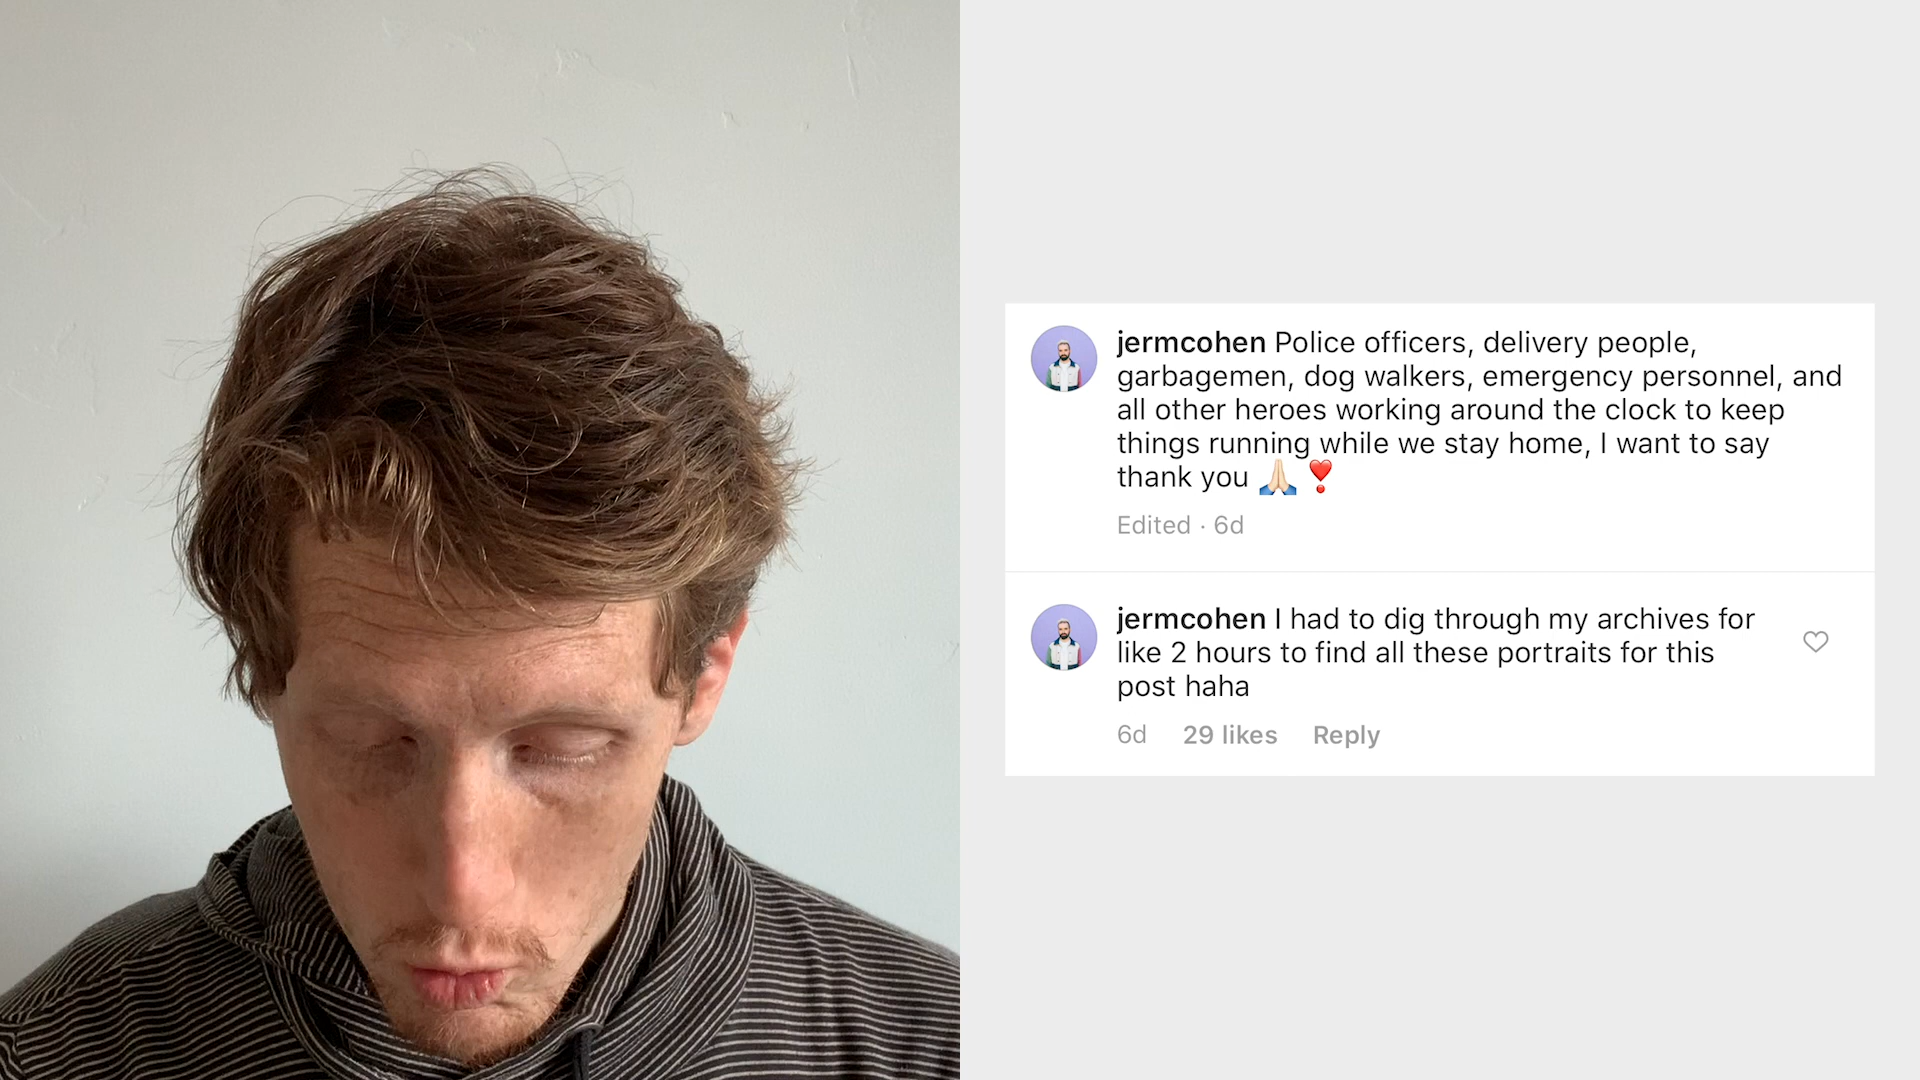 jermcohen Police officers, delivery people,
garbagemen, dog walkers, emergency personnel, and
all other heroes working around the clock to keep
things running while we stay home, I want to say
thank you 🙏🏻❣️
Edited · 6d
jermcohen I had to dig through my archives for
like 2 hours to find all these portraits for this
post haha
6d 29 likes Reply